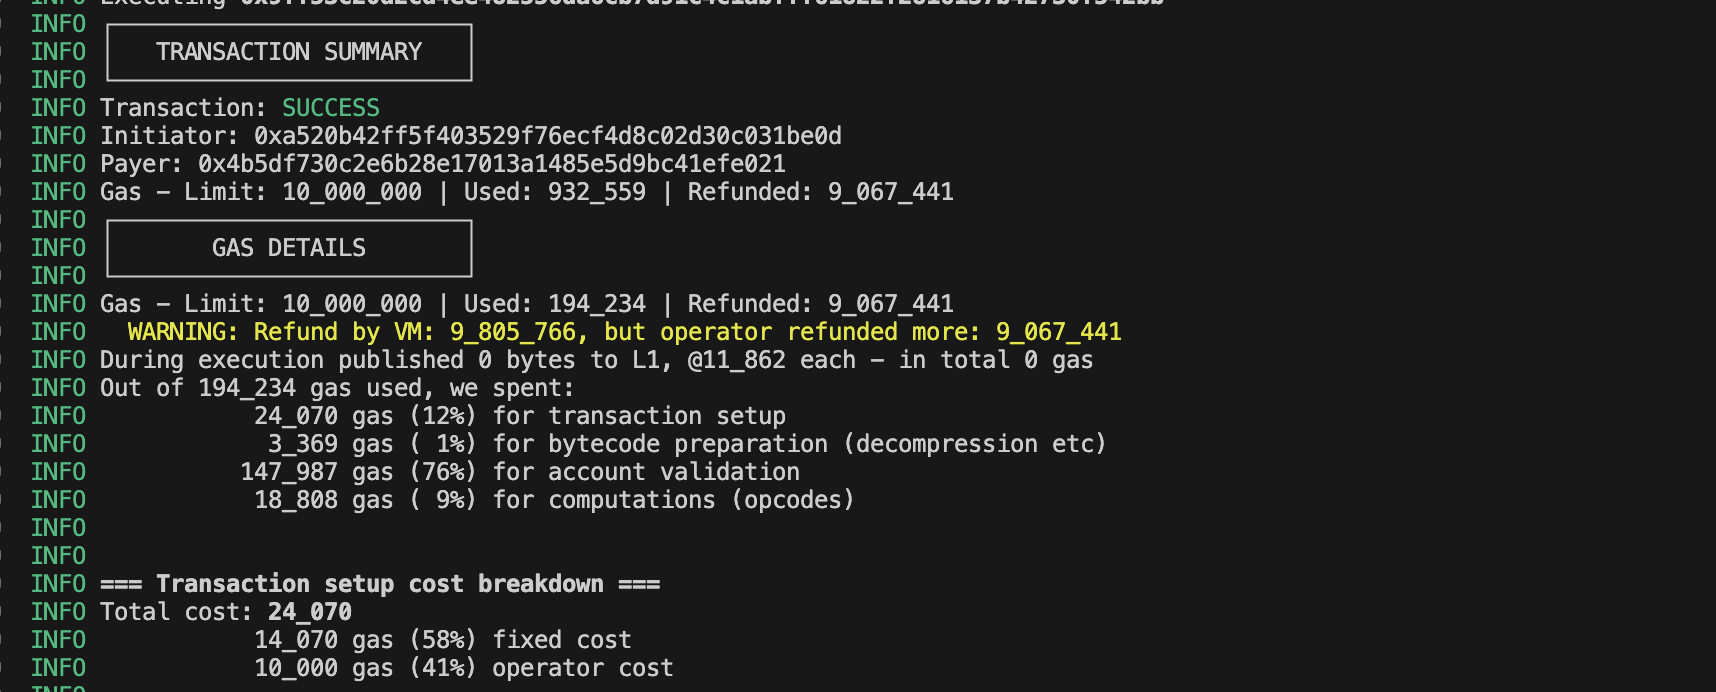 INFO
INFO TRANSACTION SUMMARY
INFO
INFO Transaction: SUCCESS
INFO Initiator: 0xa520b42ff5f403529f76ecf4d8c02d30c031be0d
INFO Payer: 0x4b5df730c2e6b28e17013a1485e5d9bc41efe021
INFO Gas - Limit: 10_000_000 | Used: 932_559 | Refunded: 9_067_441
INFO
INFO GAS DETAILS
INFO
INFO Gas - Limit: 10_000_000 | Used: 194_234 | Refunded: 9_067_441
INFO WARNING: Refund by VM: 9_805_766, but operator refunded more: 9_067_441
INFO During execution published 0 bytes to L1, @11_862 each - in total 0 gas
INFO Out of 194_234 gas used, we spent:
INFO 24_070 gas (12%) for transaction setup
INFO 3_369 gas ( 1%) for bytecode preparation (decompression etc)
INFO 147_987 gas (76%) for account validation
INFO 18_808 gas ( 9%) for computations (opcodes)
INFO
INFO
INFO === Transaction setup cost breakdown ===
INFO Total cost: 24_070
INFO 14_070 gas (58%) fixed cost
INFO 10_000 gas (41%) operator cost